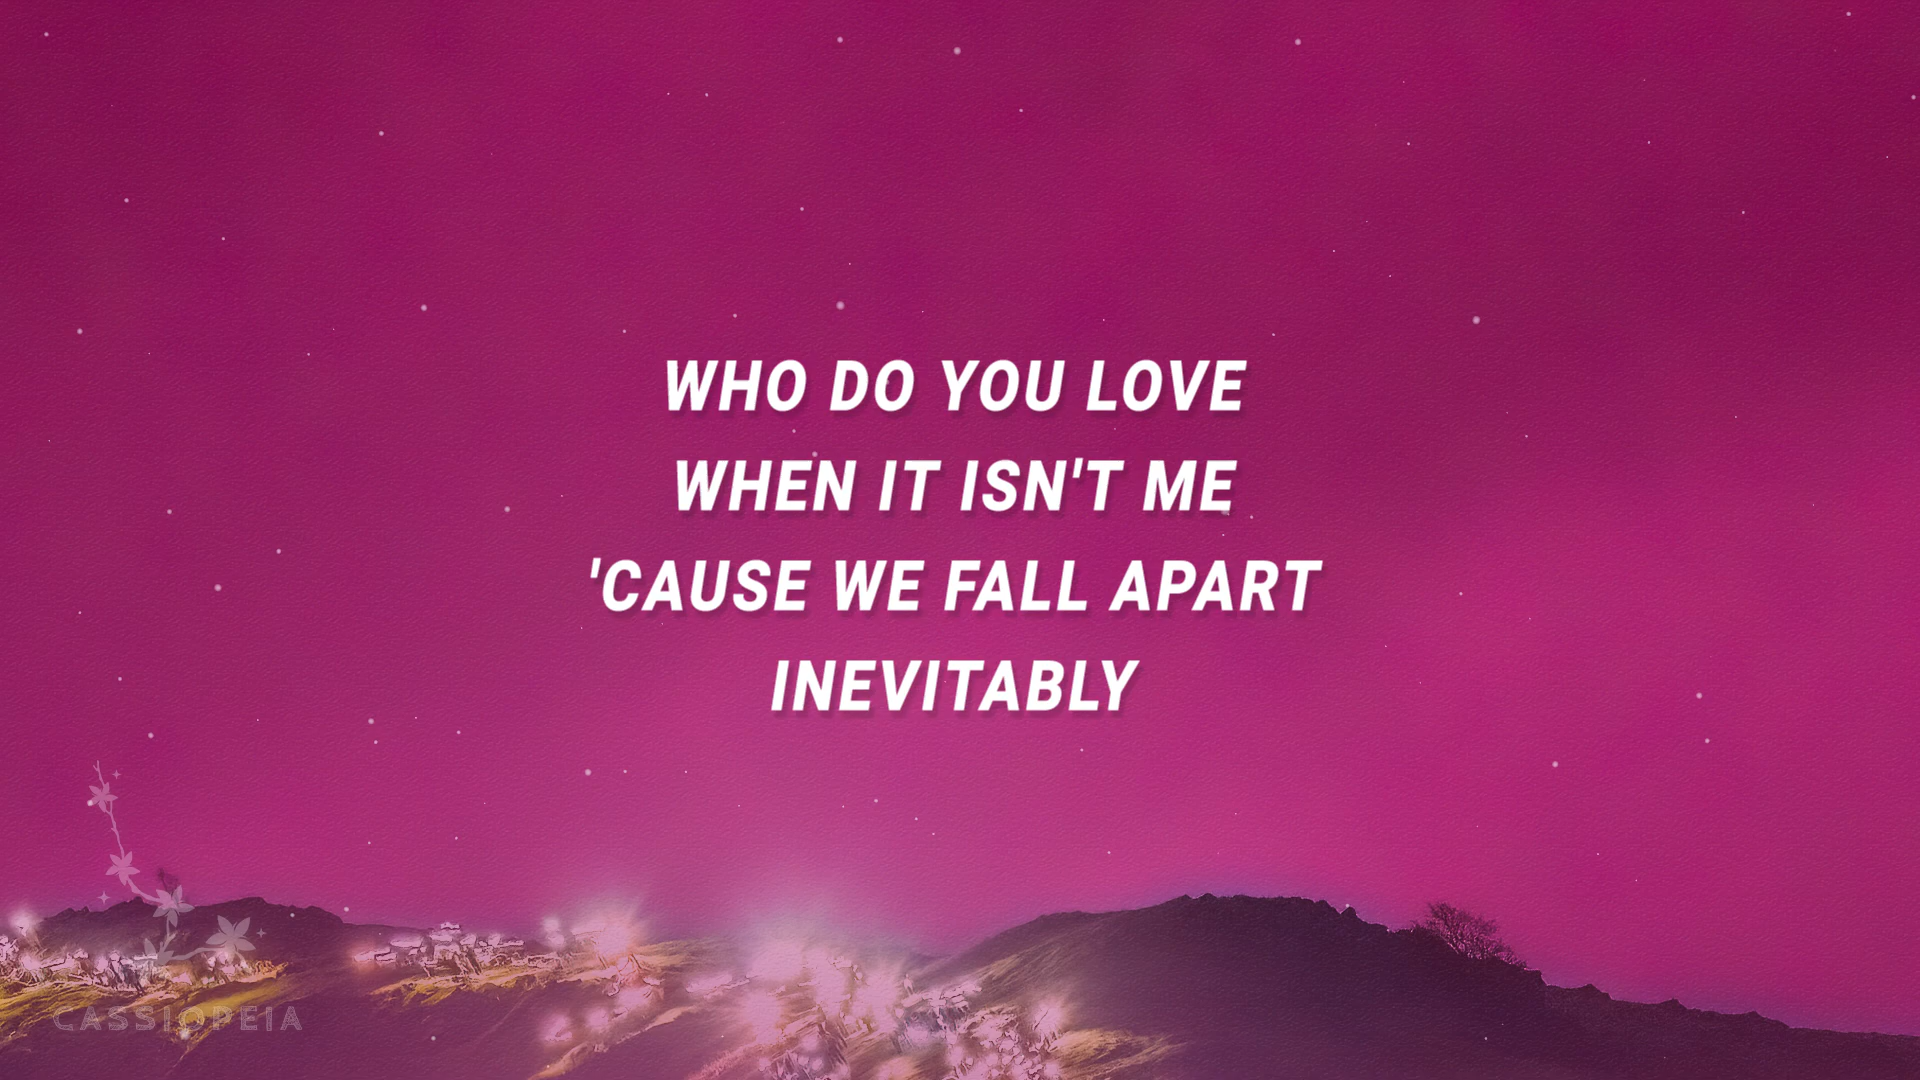 WHO DO YOU LOVE
WHEN IT ISN'T ME
'CAUSE WE FALL APART
INEVITABLY
CASSIOPEIA